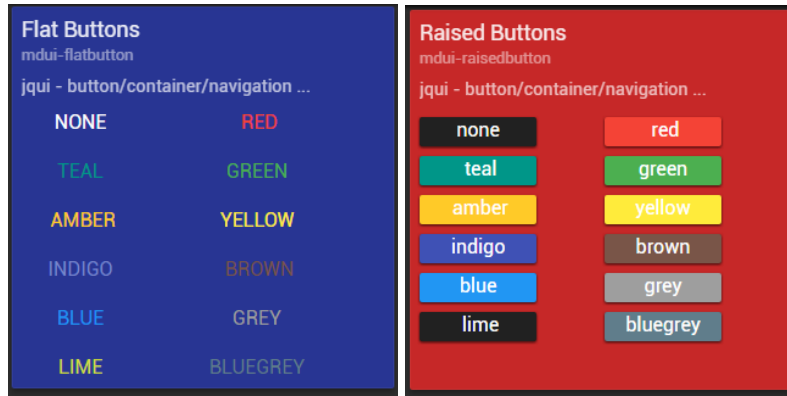 Flat Buttons
mdui-flatbutton
jqui - button/container/navigation ...
NONE RED
TEAL GREEN
AMBER YELLOW
INDIGO BROWN
BLUE GREY
LIME BLUEGREY
Raised Buttons
mdui-raisedbutton
jqui - button/container/navigation ...
none red
teal green
amber yellow
indigo brown
blue grey
lime bluegrey